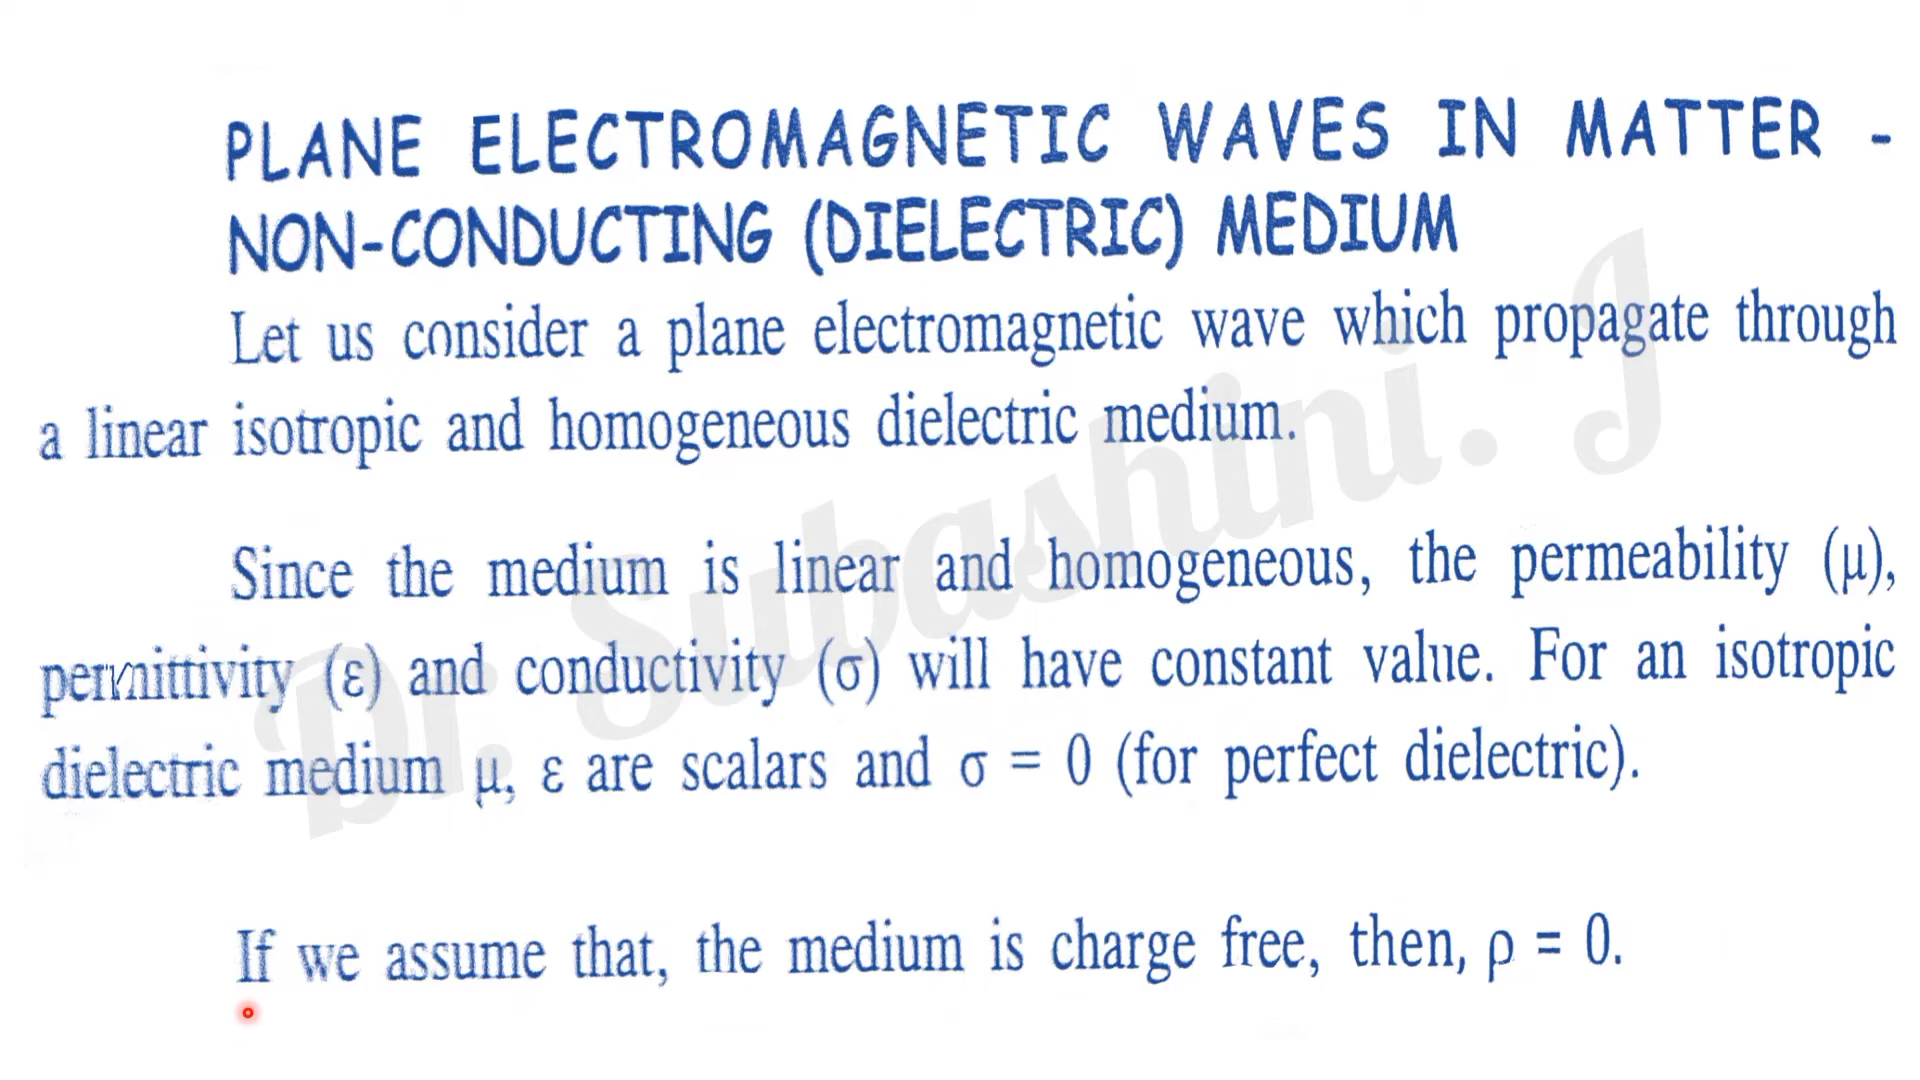 PLANE ELECTROMAGNETIC WAVES IN MATTER -
NON-CONDUCTING (DIELECTRIC) MEDIUM
Let us consider a plane electromagnetic wave which propagate through
a linear isotropic and homogeneous dielectric medium.
Since the medium is linear and homogeneous, the permeability (μ),
permittivity (ε) and conductivity (σ) will have constant value. For an isotropic
dielectric medium μ, ε are scalars and σ = 0 (for perfect dielectric).
If we assume that, the medium is charge free, then, ρ = 0.
Dr. Subashini. J